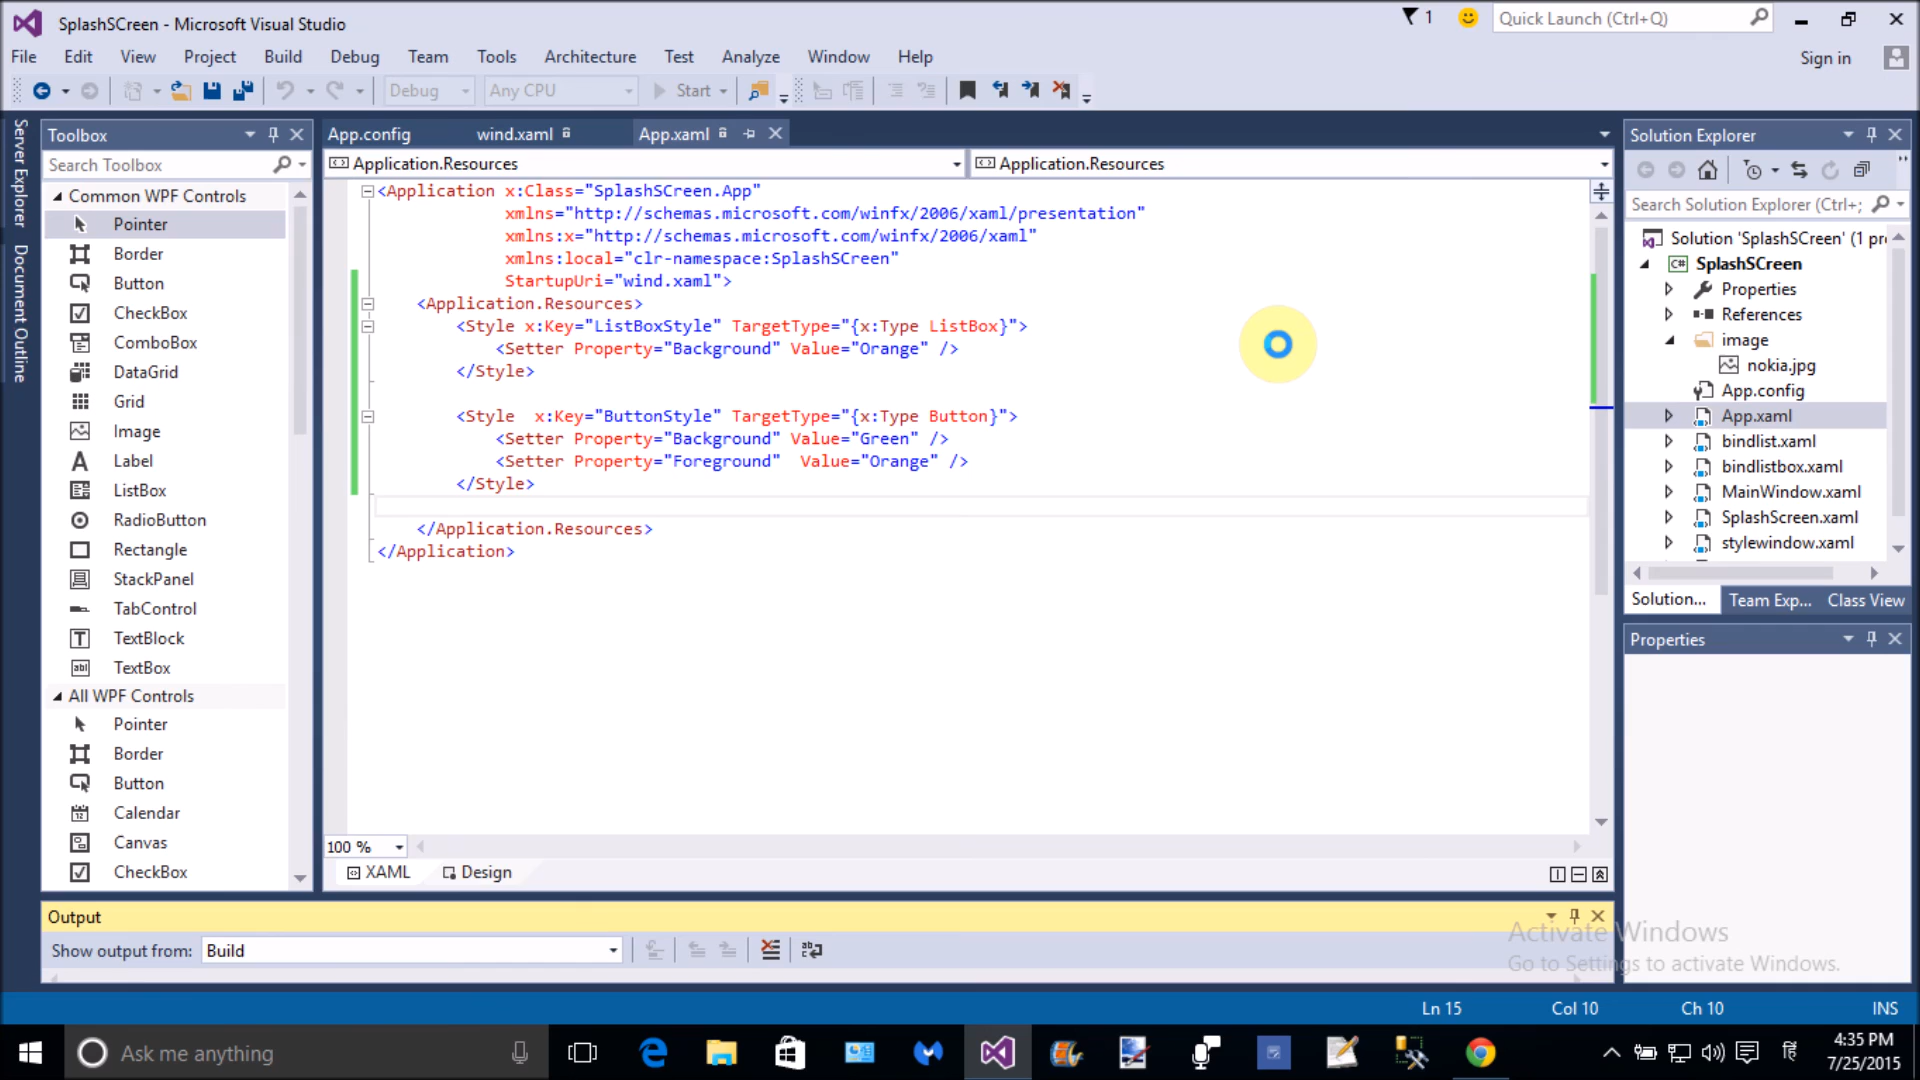 SplashSCreen - Microsoft Visual Studio
1
Quick Launch (Ctrl+Q)
File Edit View Project Build Debug Team Tools Architecture Test Analyze Window Help
Sign in
Debug Any CPU Start
Server Explorer
Document Outline
Toolbox
Search Toolbox
Common WPF Controls
Pointer
Border
Button
CheckBox
ComboBox
DataGrid
Grid
Image
Label
ListBox
RadioButton
Rectangle
StackPanel
TabControl
TextBlock
TextBox
All WPF Controls
Pointer
Border
Button
Calendar
Canvas
CheckBox
App.config wind.xaml App.xaml
Application.Resources Application.Resources
<Application x:Class="SplashSCreen.App"
xmlns="http://schemas.microsoft.com/winfx/2006/xaml/presentation"
xmlns:x="http://schemas.microsoft.com/winfx/2006/xaml"
xmlns:local="clr-namespace:SplashSCreen"
StartupUri="wind.xaml">
<Application.Resources>
<Style x:Key="ListBoxStyle" TargetType="{x:Type ListBox}">
<Setter Property="Background" Value="Orange" />
</Style>
<Style  x:Key="ButtonStyle" TargetType="{x:Type Button}">
<Setter Property="Background" Value="Green" />
<Setter Property="Foreground"  Value="Orange" />
</Style>
</Application.Resources>
</Application>
100 %
XAML Design
Solution Explorer
Search Solution Explorer (Ctrl+;
Solution 'SplashSCreen' (1 pr
C# SplashSCreen
Properties
References
image
nokia.jpg
App.config
App.xaml
bindlist.xaml
bindlistbox.xaml
MainWindow.xaml
SplashScreen.xaml
stylewindow.xaml
Solution... Team Exp... Class View
Properties
Output
Show output from: Build
Activate Windows
Go to Settings to activate Windows.
Ln 15 Col 10 Ch 10 INS
Ask me anything
हिं
4:35 PM
7/25/2015